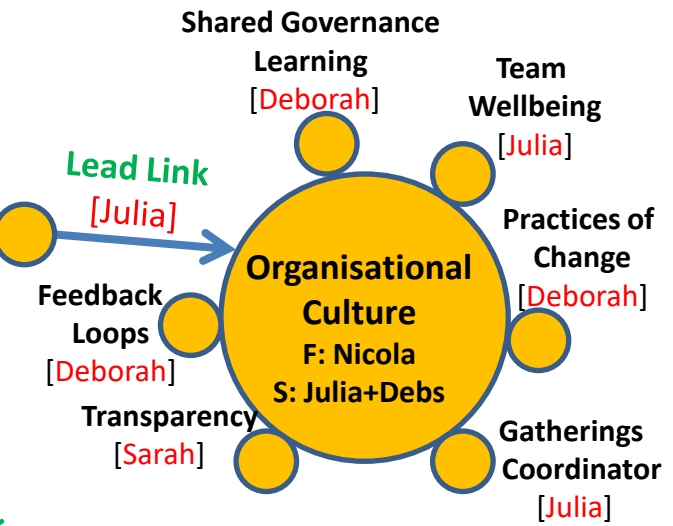 Shared Governance
Learning
[Deborah]
Team
Wellbeing
[Julia]
Lead Link
[Julia]
Practices of
Change
[Deborah]
Organisational
Culture
F: Nicola
S: Julia+Debs
Feedback
Loops
[Deborah]
Transparency
[Sarah]
Gatherings
Coordinator
[Julia]